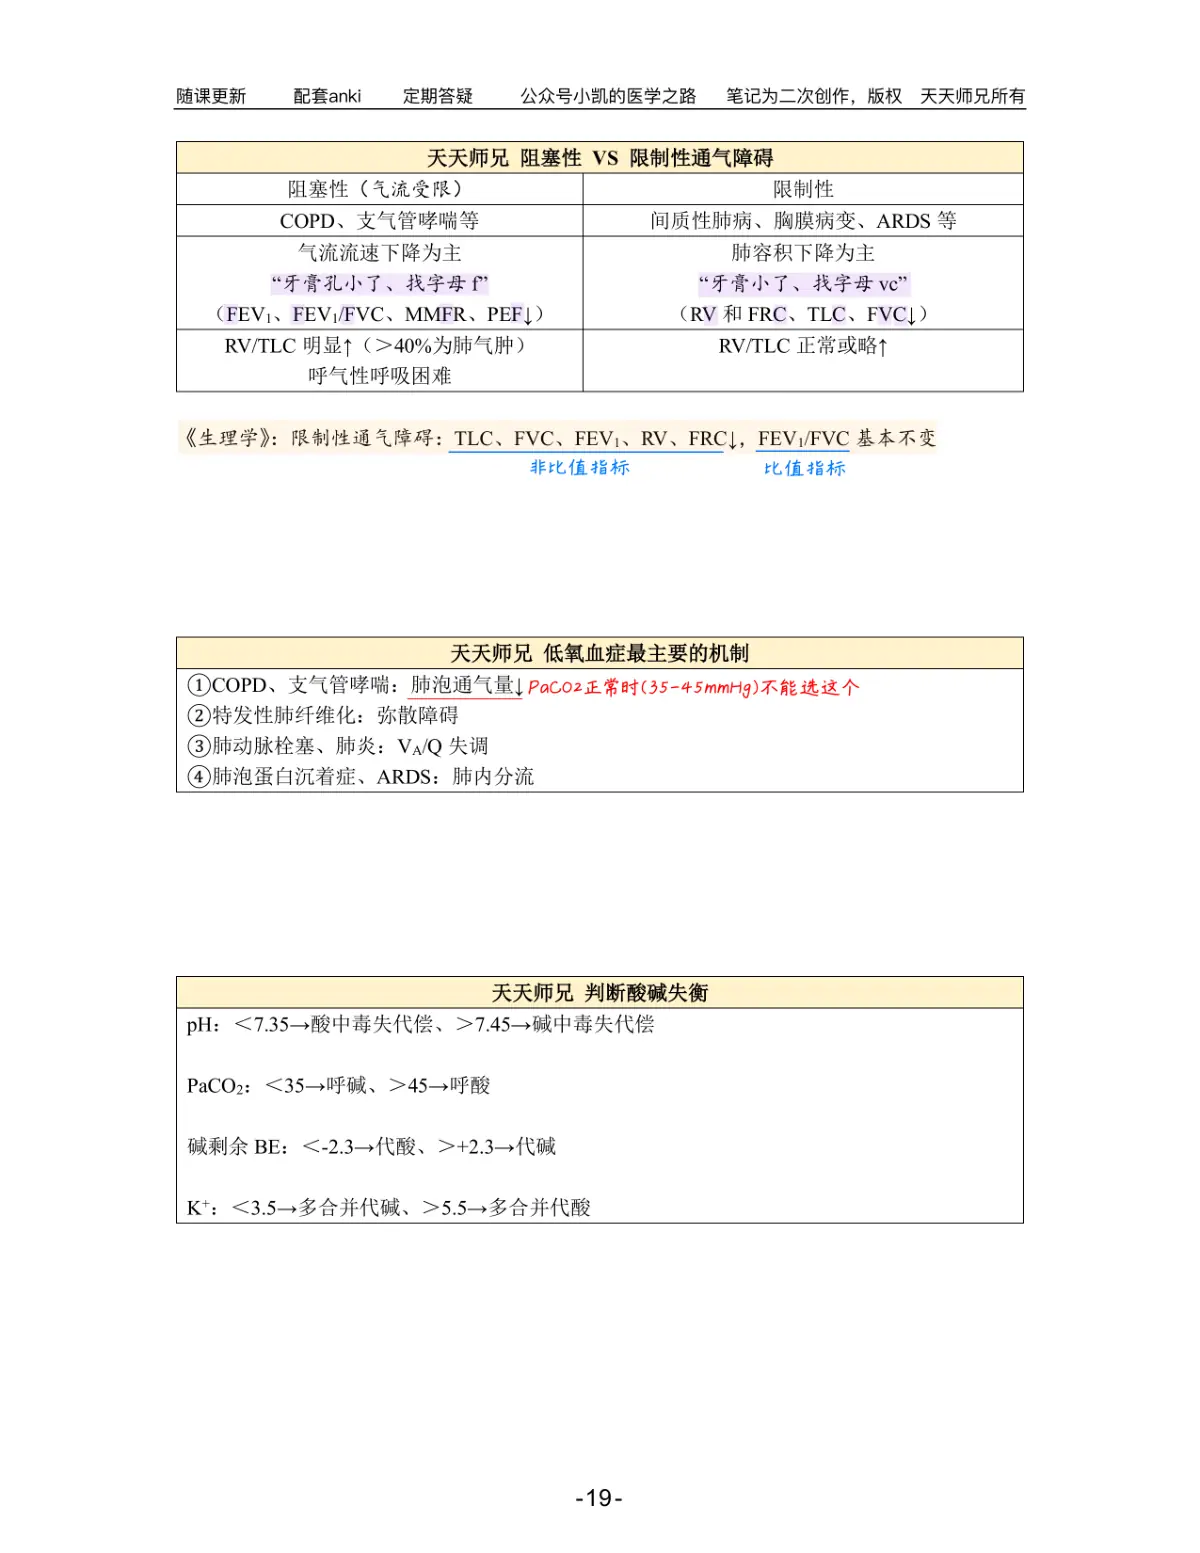 随课更新 配套anki 定期答疑 公众号小凯的医学之路 笔记为二次创作，版权 天天师兄所有
天天师兄 阻塞性 VS 限制性通气障碍
阻塞性（气流受限） 限制性
COPD、支气管哮喘等 间质性肺病、胸膜病变、ARDS 等
气流流速下降为主 肺容积下降为主
“牙膏孔小了、找字母 f” “牙膏小了、找字母 vc”
（FEV₁、FEV₁/FVC、MMFR、PEF↓） （RV 和 FRC、TLC、FVC↓）
RV/TLC 明显↑（＞40%为肺气肿） RV/TLC 正常或略↑
呼气性呼吸困难
《生理学》：限制性通气障碍：TLC、FVC、FEV₁、RV、FRC↓，FEV₁/FVC 基本不变
非比值指标 比值指标
天天师兄 低氧血症最主要的机制
①COPD、支气管哮喘：肺泡通气量↓ PaCO2正常时(35-45mmHg)不能选这个
②特发性肺纤维化：弥散障碍
③肺动脉栓塞、肺炎：V_A/Q 失调
④肺泡蛋白沉着症、ARDS：肺内分流
天天师兄 判断酸碱失衡
pH：＜7.35→酸中毒失代偿、＞7.45→碱中毒失代偿
PaCO₂：＜35→呼碱、＞45→呼酸
碱剩余 BE：＜-2.3→代酸、＞+2.3→代碱
K⁺：＜3.5→多合并代碱、＞5.5→多合并代酸
-19-